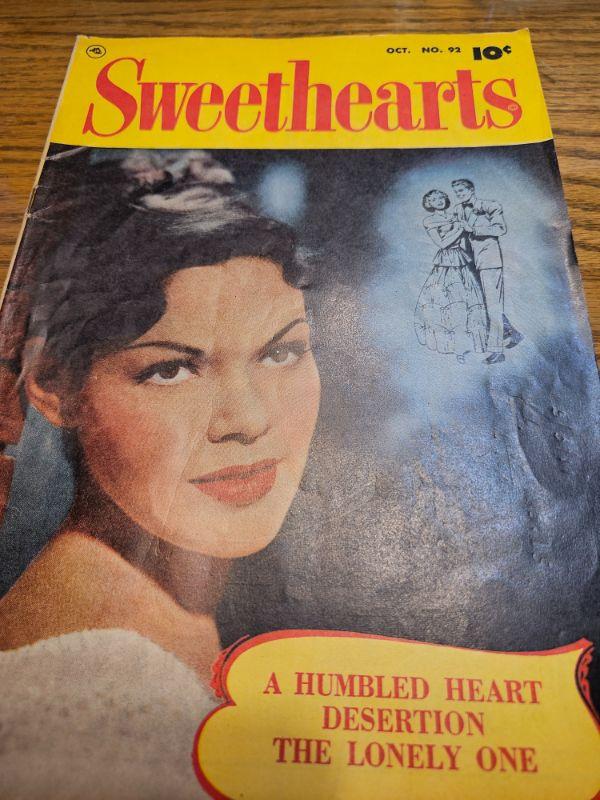 OCT. NO. 92 10¢
Sweethearts
A HUMBLED HEART
DESERTION
THE LONELY ONE